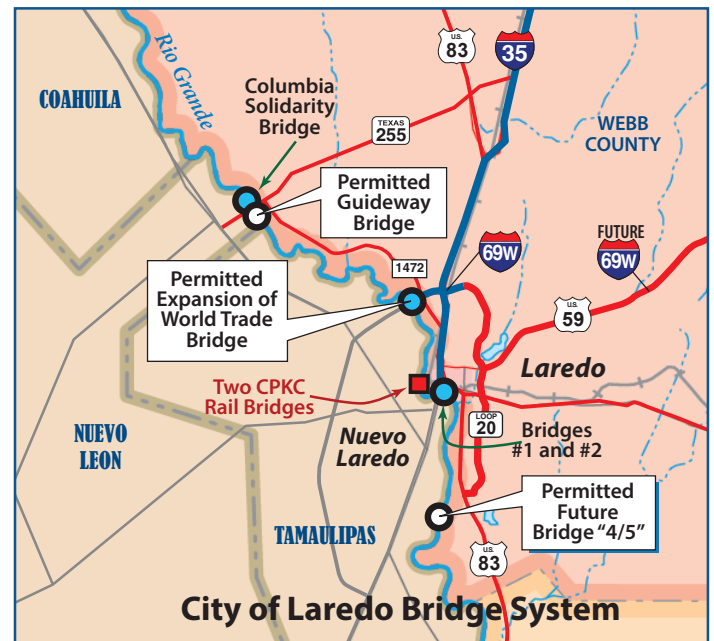 U.S.
83
35
Rio Grande
COAHUILA
Columbia
Solidarity
Bridge
TEXAS
255
WEBB
COUNTY
Permitted
Guideway
Bridge
1472
69W
FUTURE
69W
Permitted
Expansion of
World Trade
Bridge
U.S.
59
Laredo
Two CPKC
Rail Bridges
LOOP
20
NUEVO
LEON
Nuevo
Laredo
Bridges
#1 and #2
TAMAULIPAS
Permitted
Future
Bridge “4/5”
U.S.
83
City of Laredo Bridge System